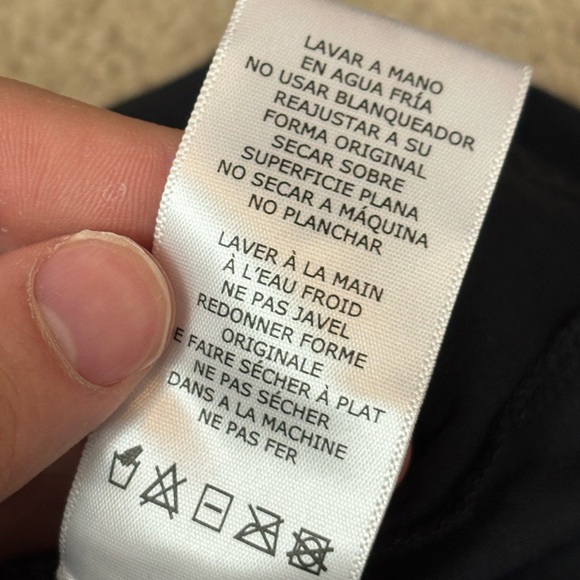 LAVAR A MANO
EN AGUA FRÍA
NO USAR BLANQUEADOR
REAJUSTAR A SU
FORMA ORIGINAL
SECAR SOBRE
SUPERFICIE PLANA
NO SECAR A MÁQUINA
NO PLANCHAR
LAVER À LA MAIN
À L'EAU FROID
NE PAS JAVEL
REDONNER FORME
ORIGINALE
E FAIRE SÉCHER À PLAT
NE PAS SÉCHER
DANS A LA MACHINE
NE PAS FER